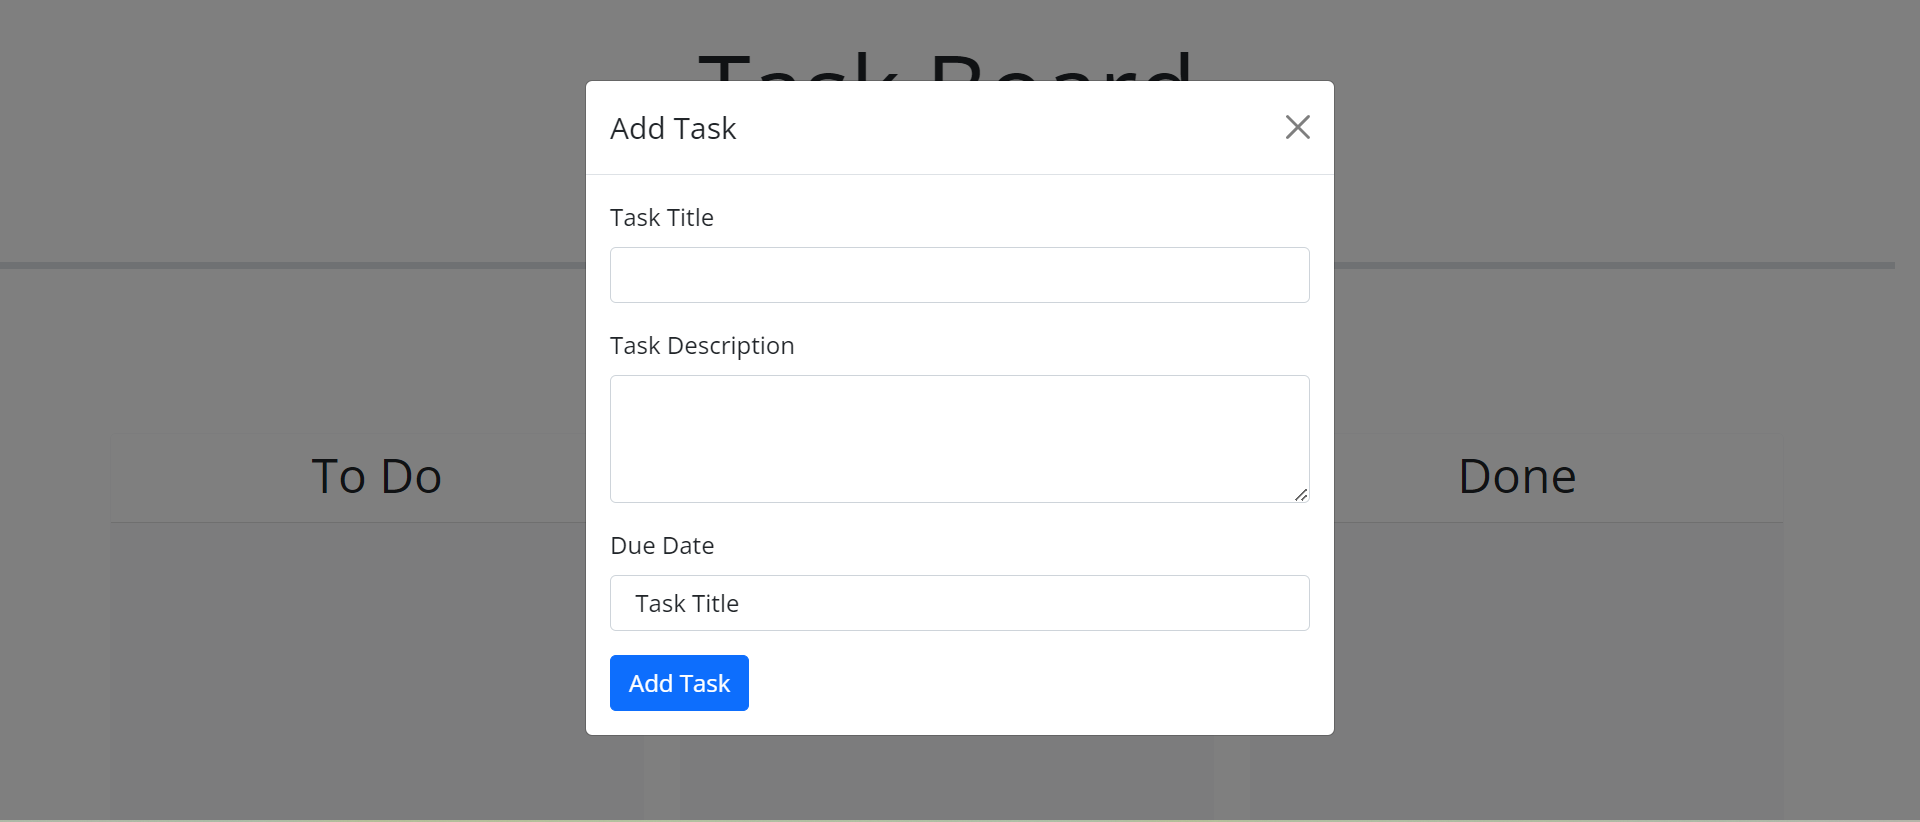 Task Board
Add Task
Task Title
Task Description
To Do
Done
Due Date
Task Title
Add Task